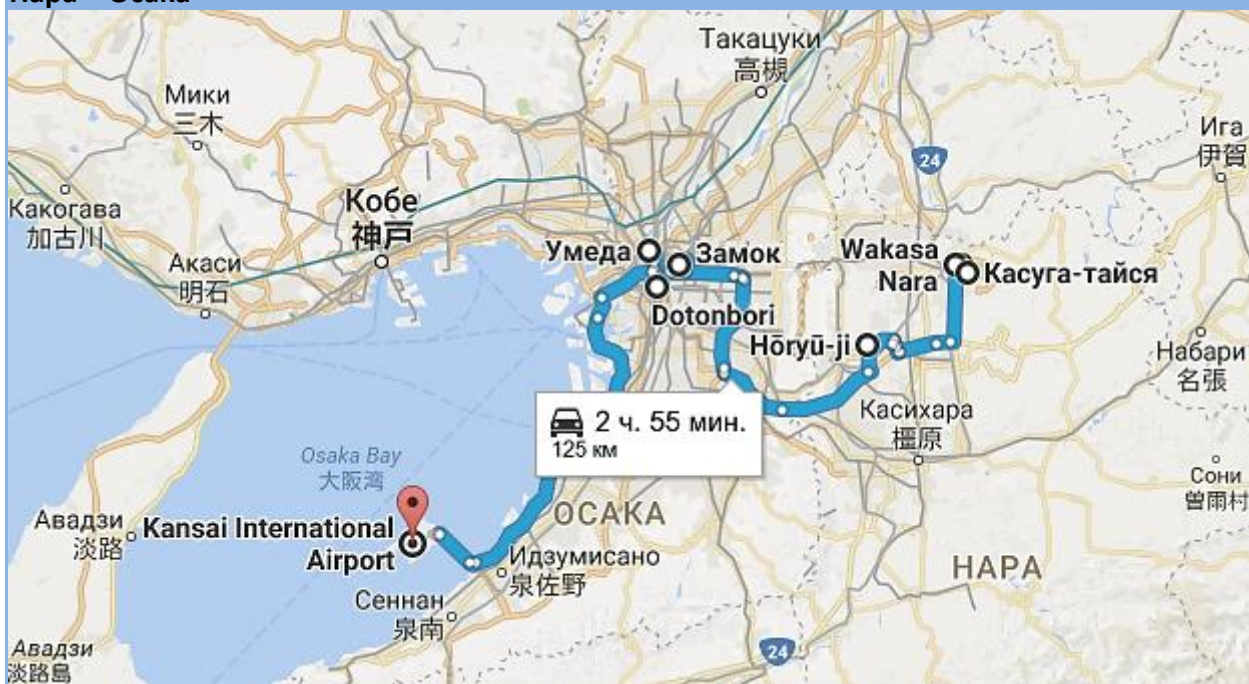 Такацуки
高槻
Мики
三木
24
Ига
伊賀
Какогава
加古川
Кобе
神戸
Акаси
明石
Умеда
Замок
Dotonbori
Wakasa
Nara
Касуга-тайся
Hōryū-ji
Набари
名張
2 ч. 55 мин.
125 км
Касихара
橿原
Osaka Bay
大阪湾
Сони
曽爾村
Авадзи
淡路
Kansai International
Airport
ОСАКА
Идзумисано
泉佐野
НАРА
Сеннан
泉南
Авадзи
淡路島
24